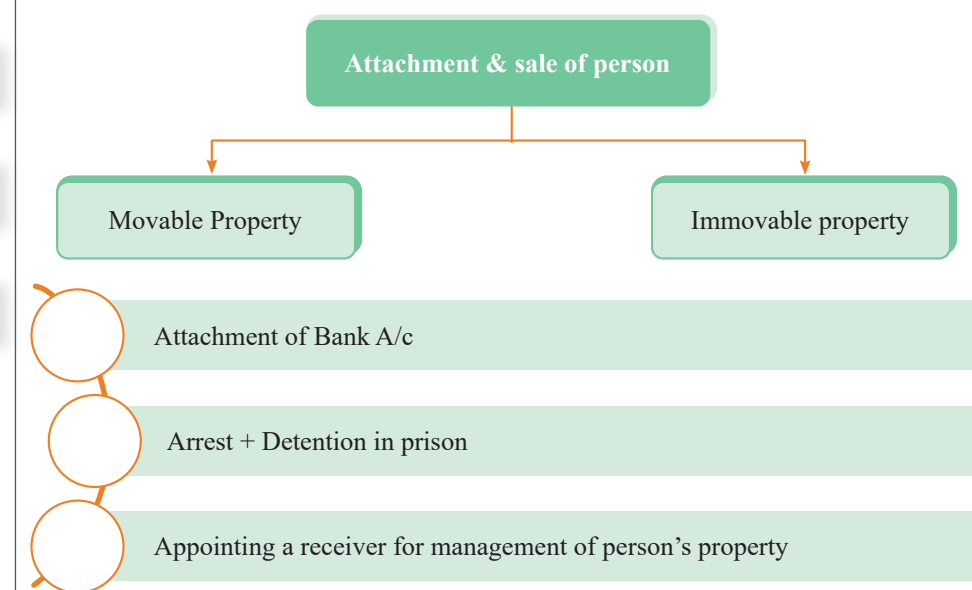 Attachment & sale of person
Movable Property
Immovable property
Attachment of Bank A/c
Arrest + Detention in prison
Appointing a receiver for management of person’s property